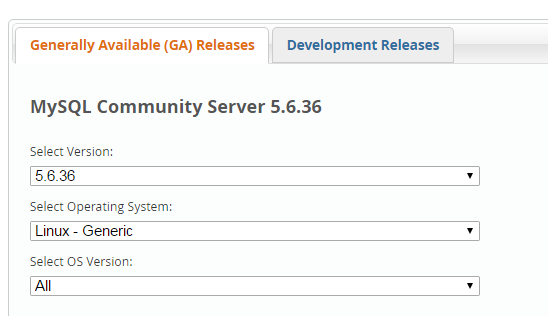 Generally Available (GA) Releases
Development Releases
MySQL Community Server 5.6.36
Select Version:
5.6.36
Select Operating System:
Linux - Generic
Select OS Version:
All